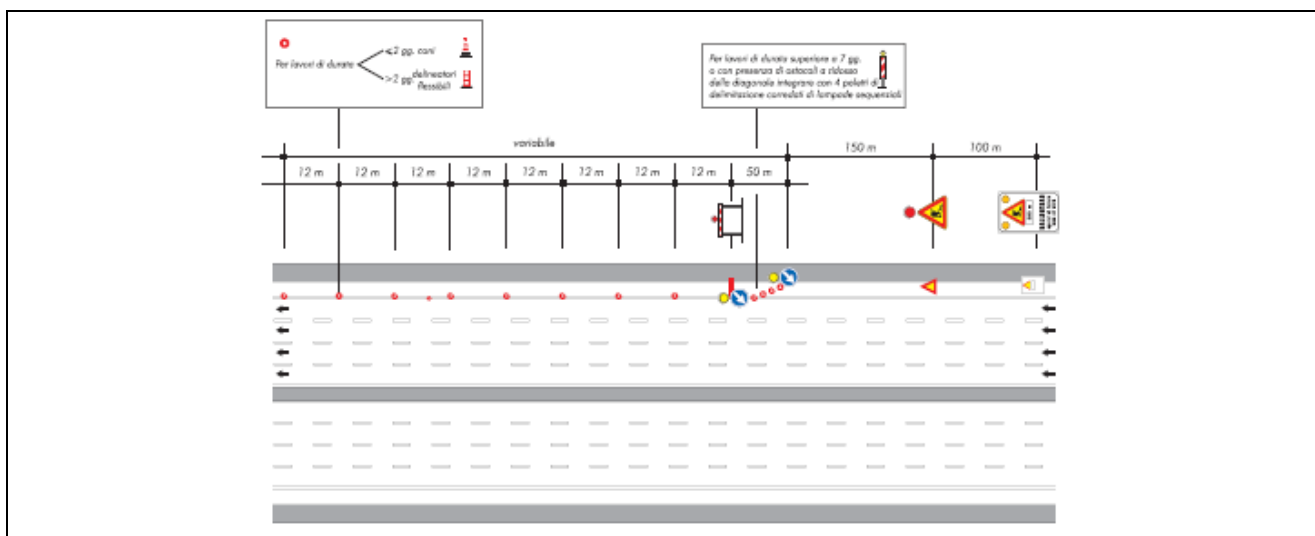 Per lavori di durata
⩽2 gg. coni
>2 gg. delineatori
flessibili
Per lavori di durata superiore a 7 gg.
o con presenza di ostacoli a ridosso
della diagonale integrare con 4 paletti di
delimitazione corredati di lampade sequenziali
variabile
150 m
100 m
12 m
12 m
12 m
12 m
12 m
12 m
12 m
12 m
50 m